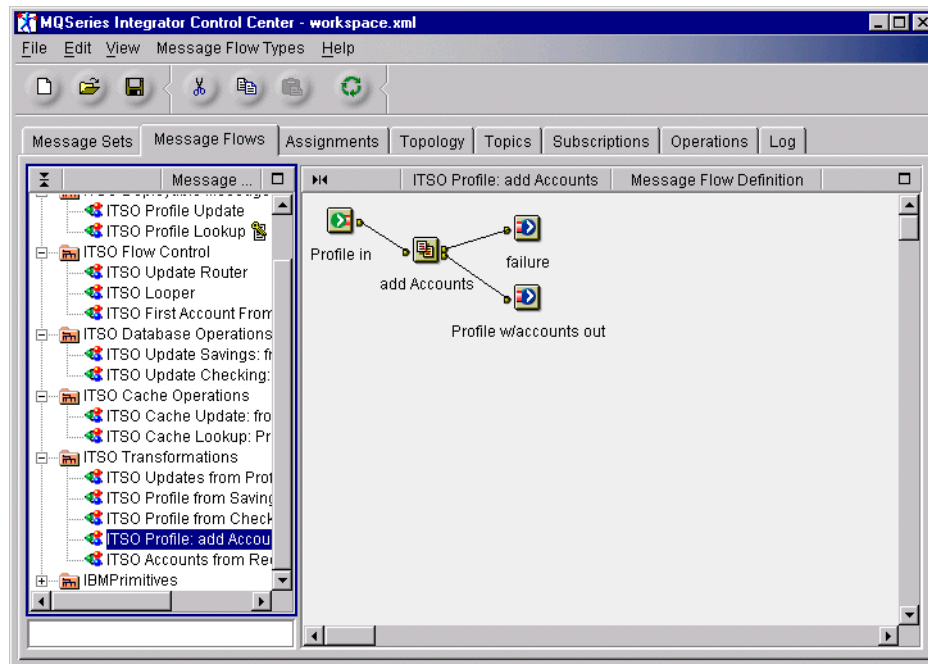 MQSeries Integrator Control Center - workspace.xml
File Edit View Message Flow Types Help
Message Sets Message Flows Assignments Topology Topics Subscriptions Operations Log
Message ...
ITSO Profile: add Accounts Message Flow Definition
ITSO Deployable Message
ITSO Profile Update
ITSO Profile Lookup
ITSO Flow Control
ITSO Update Router
ITSO Looper
ITSO First Account From
ITSO Database Operations
ITSO Update Savings: fr
ITSO Update Checking:
ITSO Cache Operations
ITSO Cache Update: fro
ITSO Cache Lookup: Pr
ITSO Transformations
ITSO Updates from Prof
ITSO Profile from Saving
ITSO Profile from Check
ITSO Profile: add Accou
ITSO Accounts from Re
IBMPrimitives
Profile in
add Accounts
failure
Profile w/accounts out